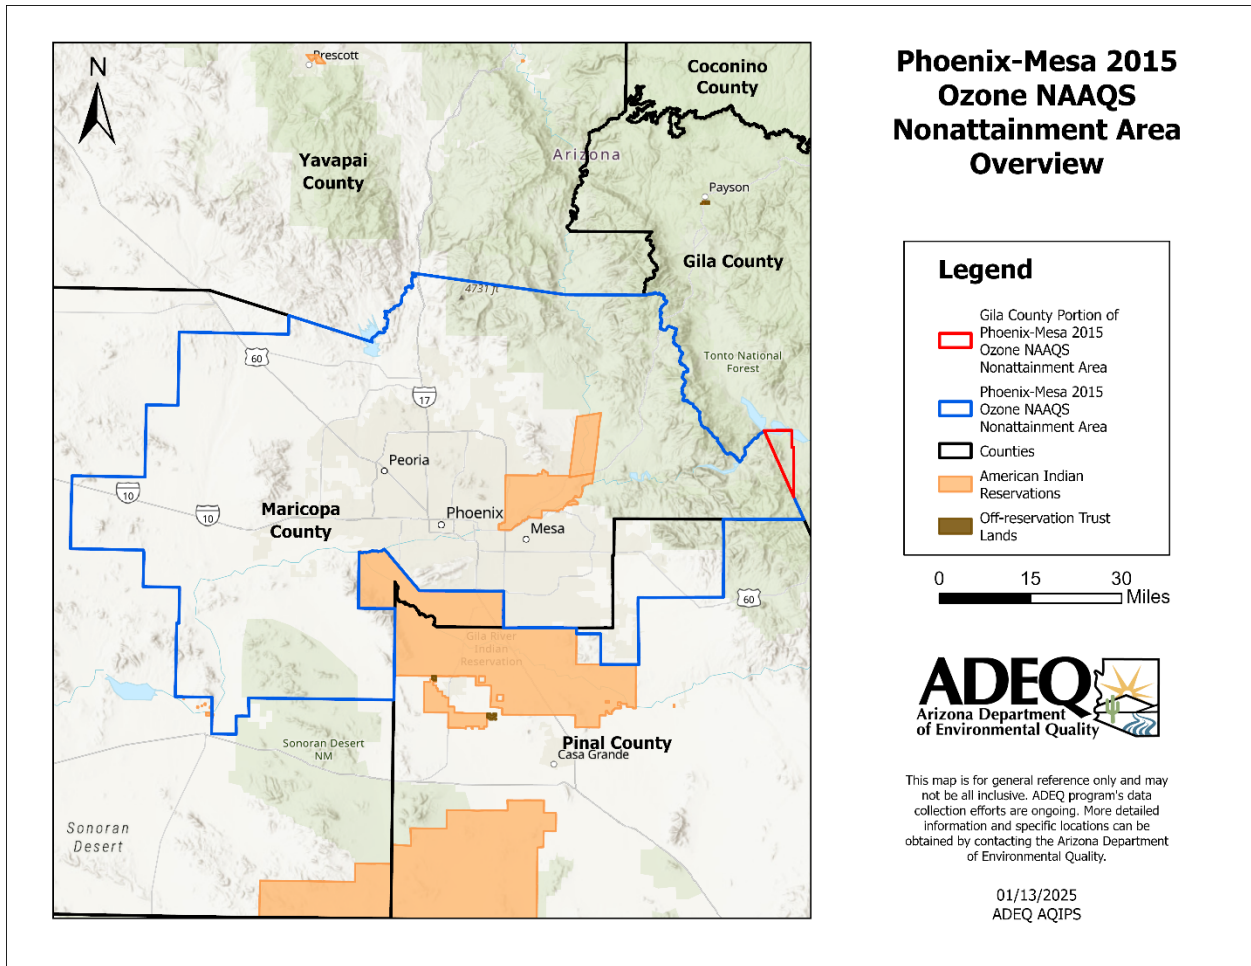 Phoenix-Mesa 2015
Ozone NAAQS
Nonattainment Area
Overview
N
Prescott
Coconino
County
Arizona
Yavapai
County
Payson
Gila County
4731 ft
60
17
Tonto National
Forest
Peoria
10
10
Maricopa
County
Phoenix
Mesa
60
Gila River
Indian
Reservation
Pinal County
Casa Grande
Sonoran Desert
NM
Sonoran
Desert
Legend
Gila County Portion of
Phoenix-Mesa 2015
Ozone NAAQS
Nonattainment Area
Phoenix-Mesa 2015
Ozone NAAQS
Nonattainment Area
Counties
American Indian
Reservations
Off-reservation Trust
Lands
0 15 30
Miles
ADEQ
Arizona Department
of Environmental Quality
This map is for general reference only and may
not be all inclusive. ADEQ program's data
collection efforts are ongoing. More detailed
information and specific locations can be
obtained by contacting the Arizona Department
of Environmental Quality.
01/13/2025
ADEQ AQIPS